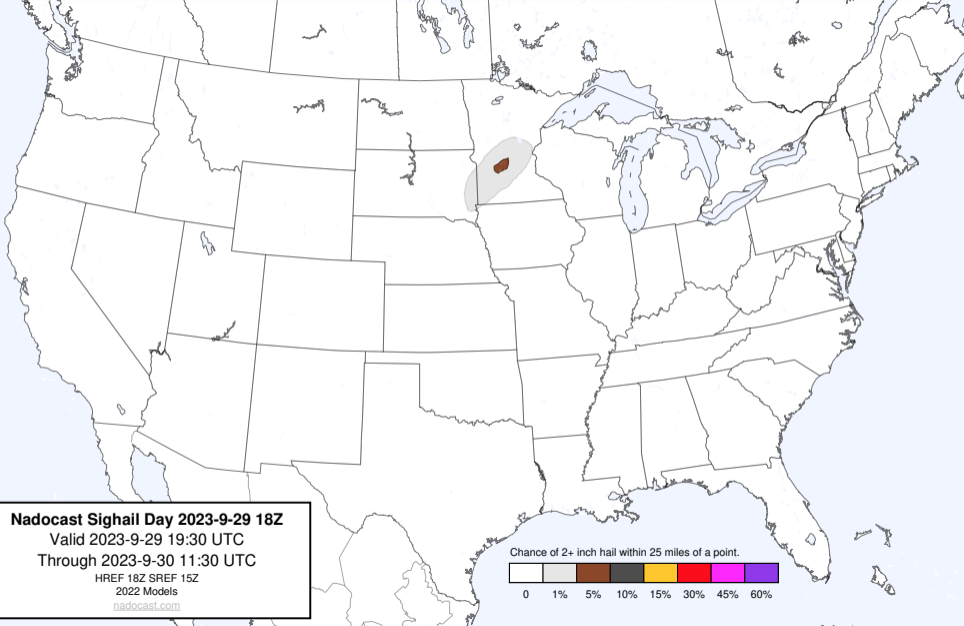 Nadocast Sighail Day 2023-9-29 18Z
Valid 2023-9-29 19:30 UTC
Through 2023-9-30 11:30 UTC
HREF 18Z SREF 15Z
2022 Models
nadocast.com
Chance of 2+ inch hail within 25 miles of a point.
0 1% 5% 10% 15% 30% 45% 60%